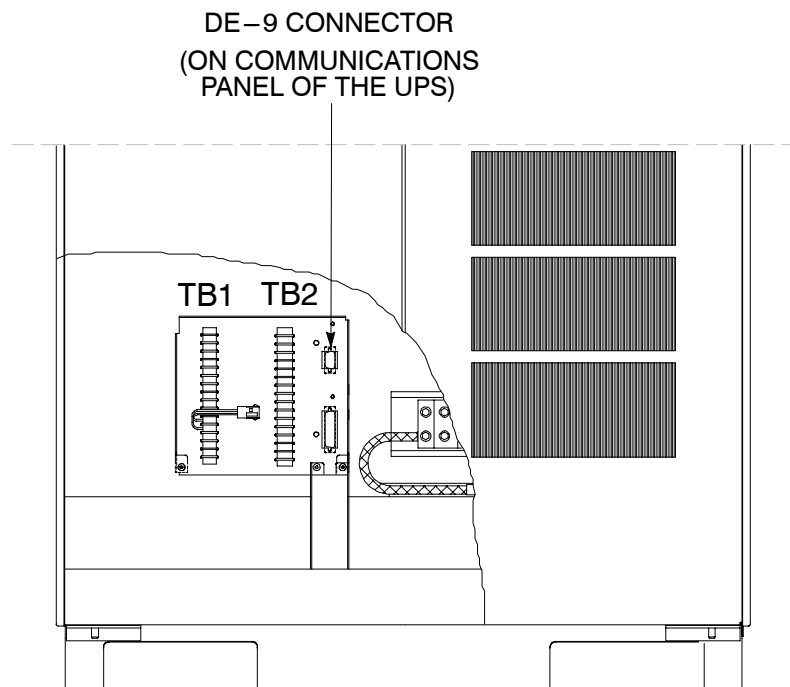 DE–9 CONNECTOR
(ON COMMUNICATIONS
PANEL OF THE UPS)
TB1 TB2